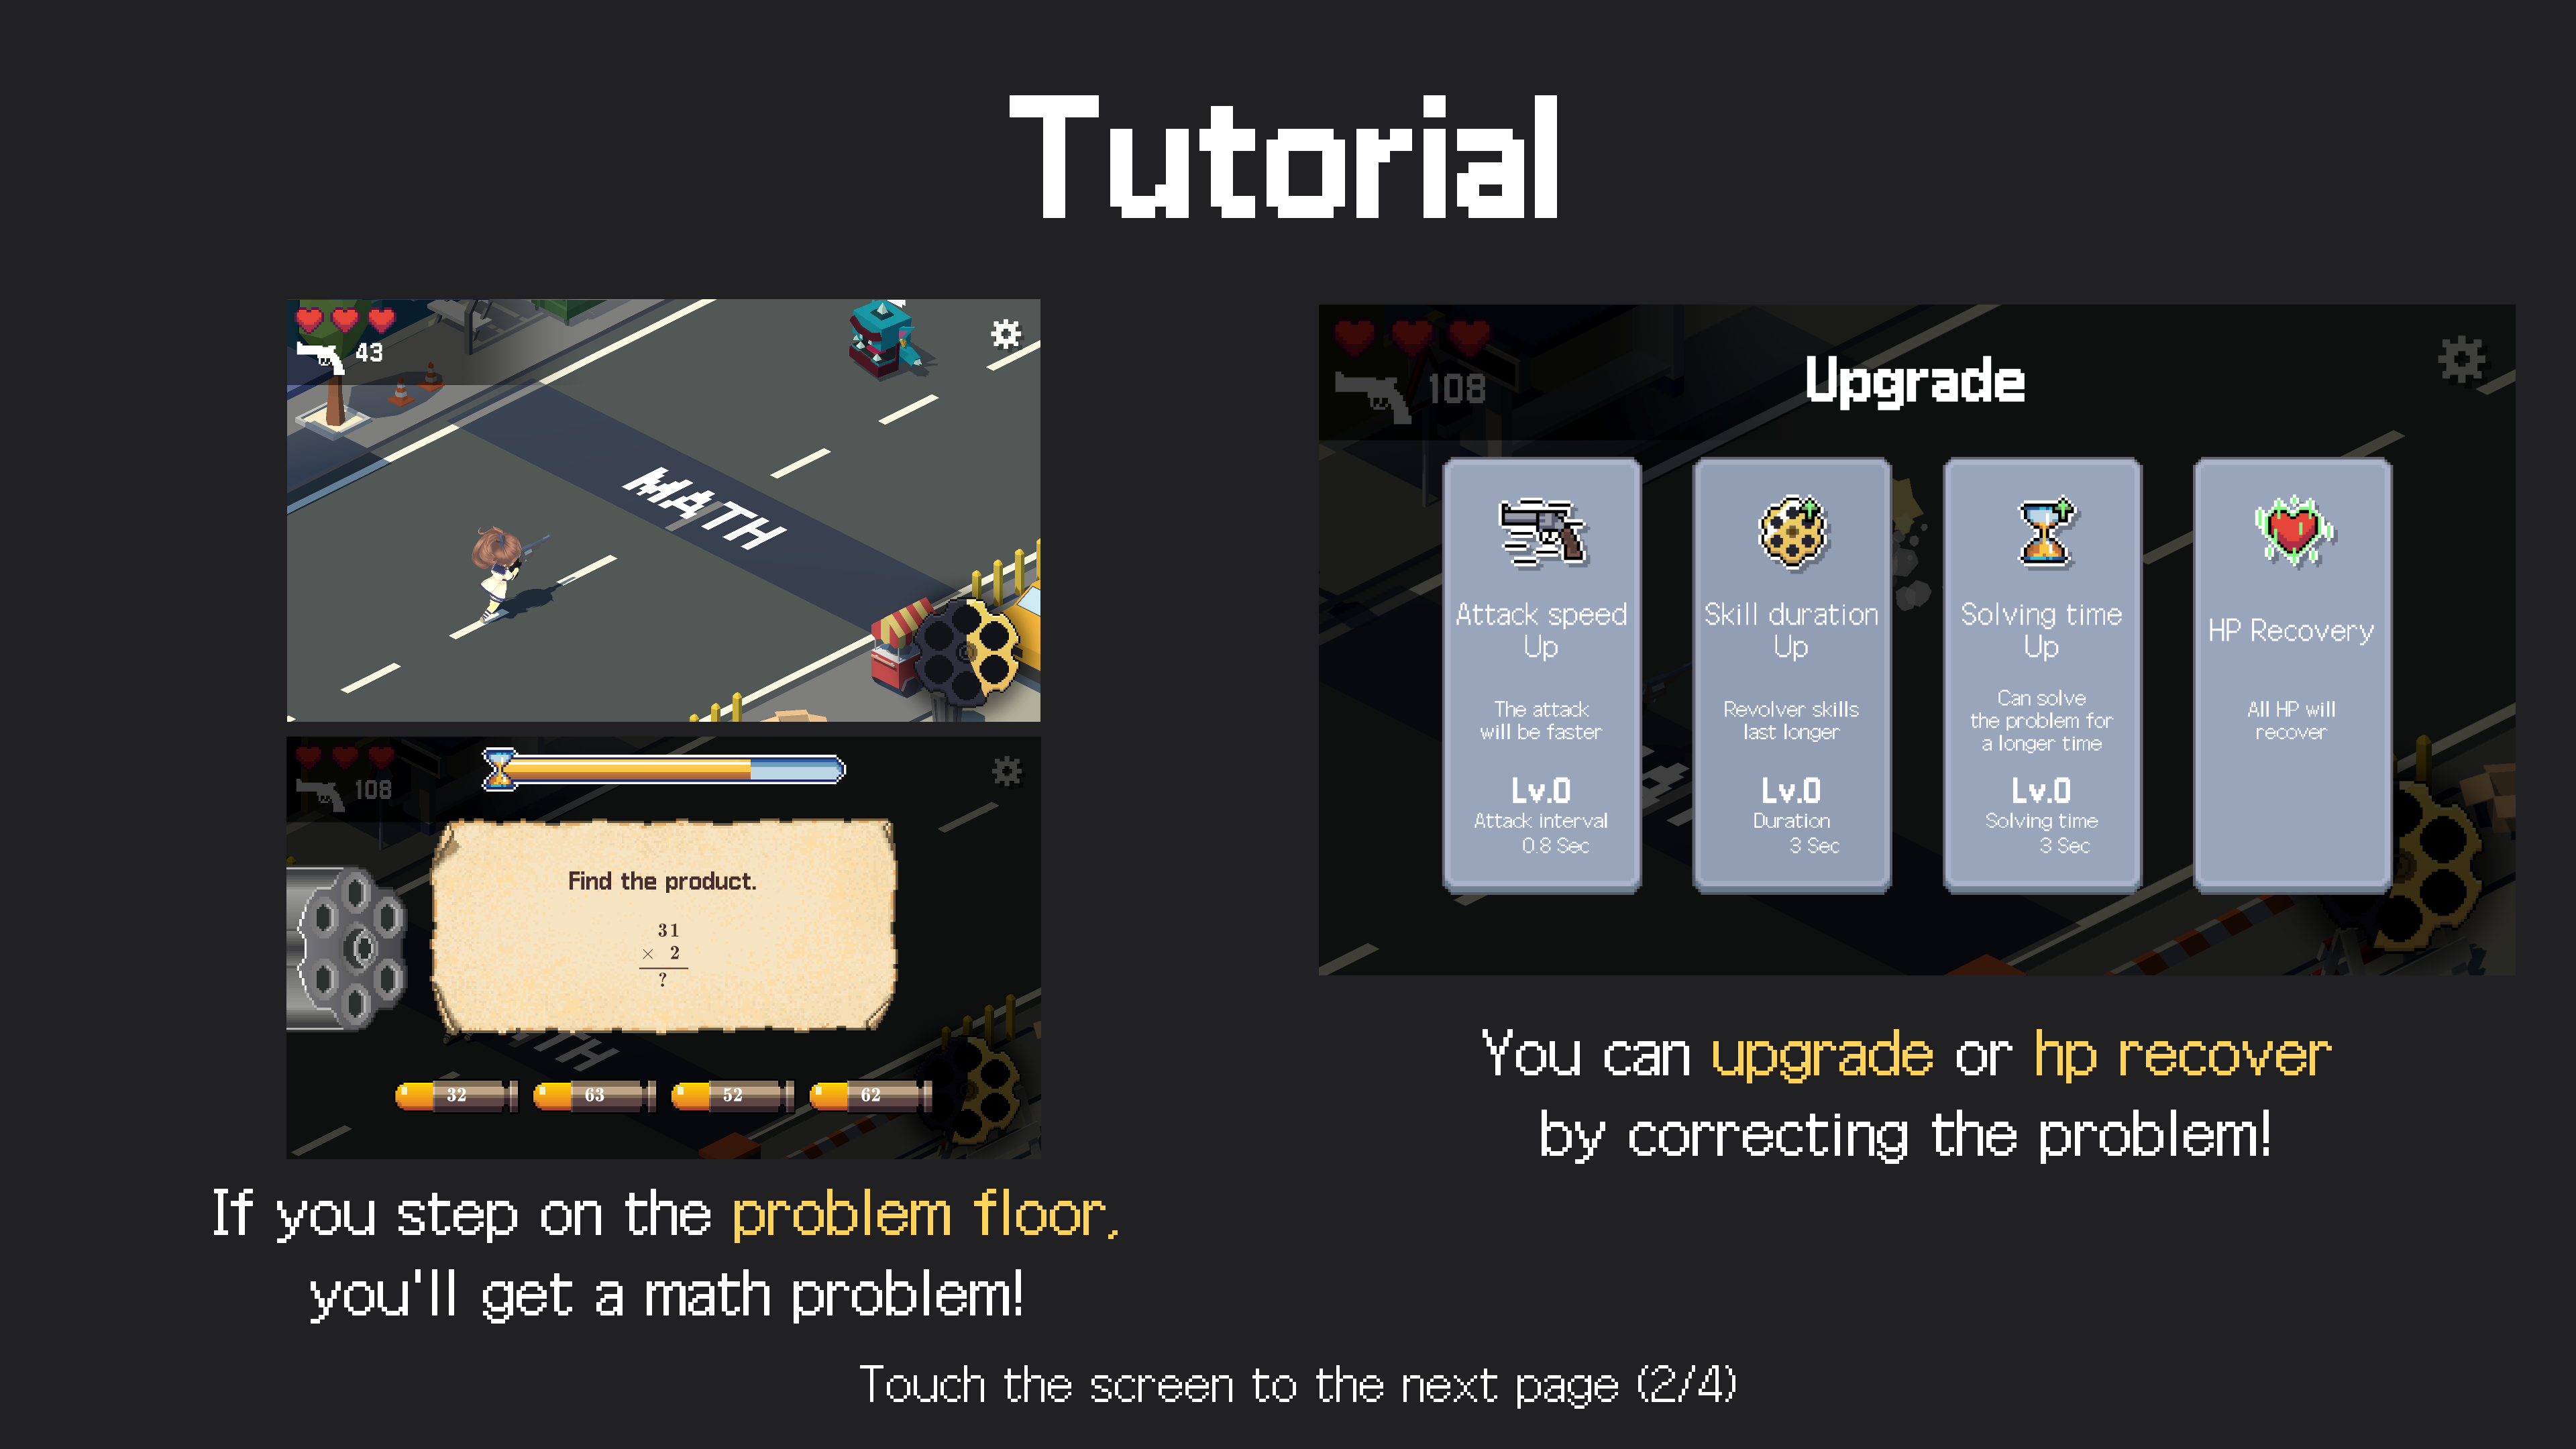 Tutorial
43
MATH
108
Find the product.
31
× 2
?
32 63 52 62
If you step on the problem floor,
you'll get a math problem!
108
Upgrade
Attack speed
Up
The attack
will be faster
Lv.0
Attack interval
0.8 Sec
Skill duration
Up
Revolver skills
last longer
Lv.0
Duration
3 Sec
Solving time
Up
Can solve
the problem for
a longer time
Lv.0
Solving time
3 Sec
HP Recovery
All HP will
recover
You can upgrade or hp recover
by correcting the problem!
Touch the screen to the next page (2/4)